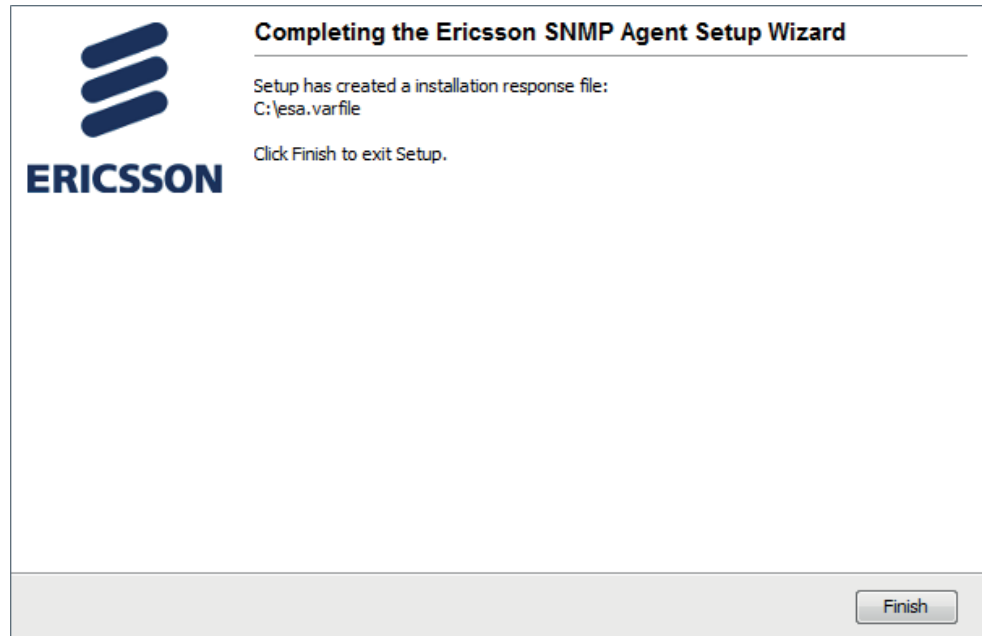 Completing the Ericsson SNMP Agent Setup Wizard
Setup has created a installation response file:
C:\esa.varfile
Click Finish to exit Setup.
ERICSSON
Finish